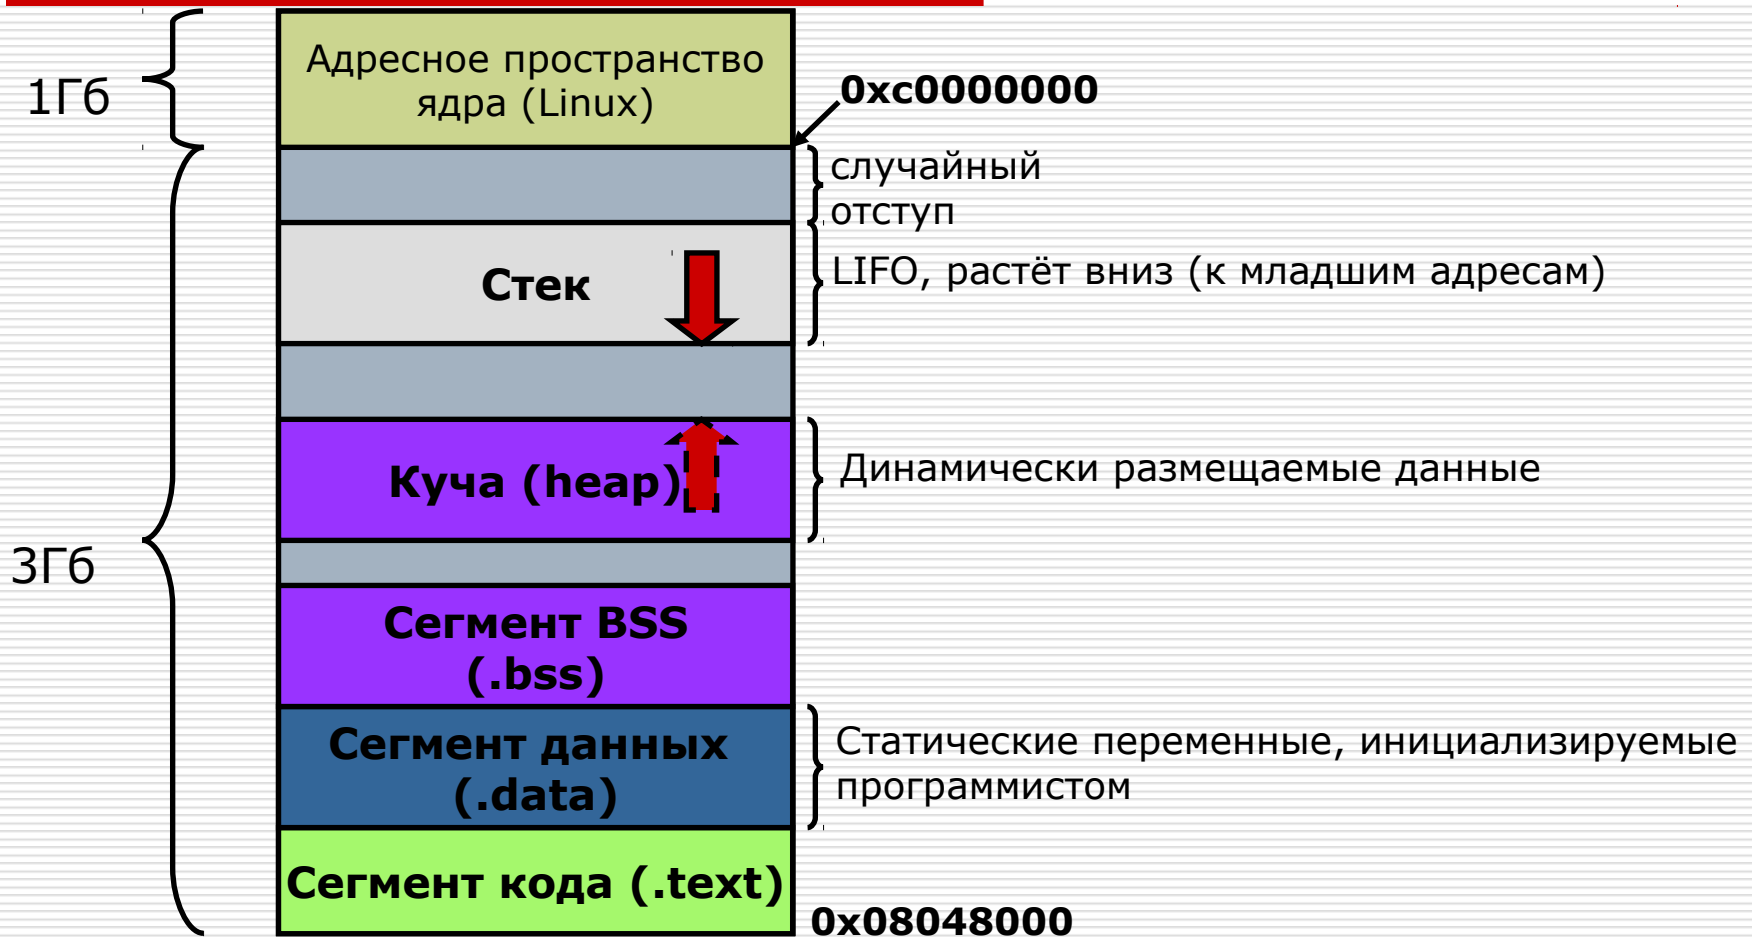 Адресное пространство
ядра (Linux)
1Гб
0xc0000000
случайный
отступ
Стек
LIFO, растёт вниз (к младшим адресам)
Куча (heap)
Динамически размещаемые данные
3Гб
Сегмент BSS
(.bss)
Сегмент данных
(.data)
Статические переменные, инициализируемые
программистом
Сегмент кода (.text)
0x08048000